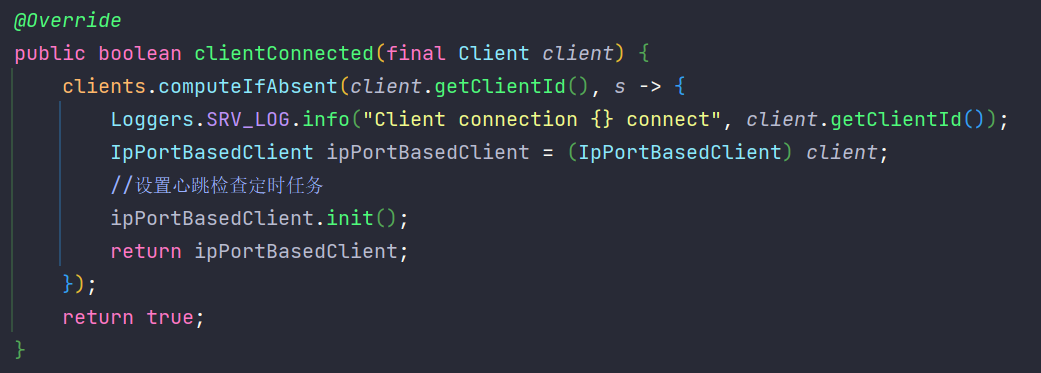 @Override
public boolean clientConnected(final Client client) {
    clients.computeIfAbsent(client.getClientId(), s -> {
        Loggers.SRV_LOG.info("Client connection {} connect", client.getClientId());
        IpPortBasedClient ipPortBasedClient = (IpPortBasedClient) client;
        //设置心跳检查定时任务
        ipPortBasedClient.init();
        return ipPortBasedClient;
    });
    return true;
}